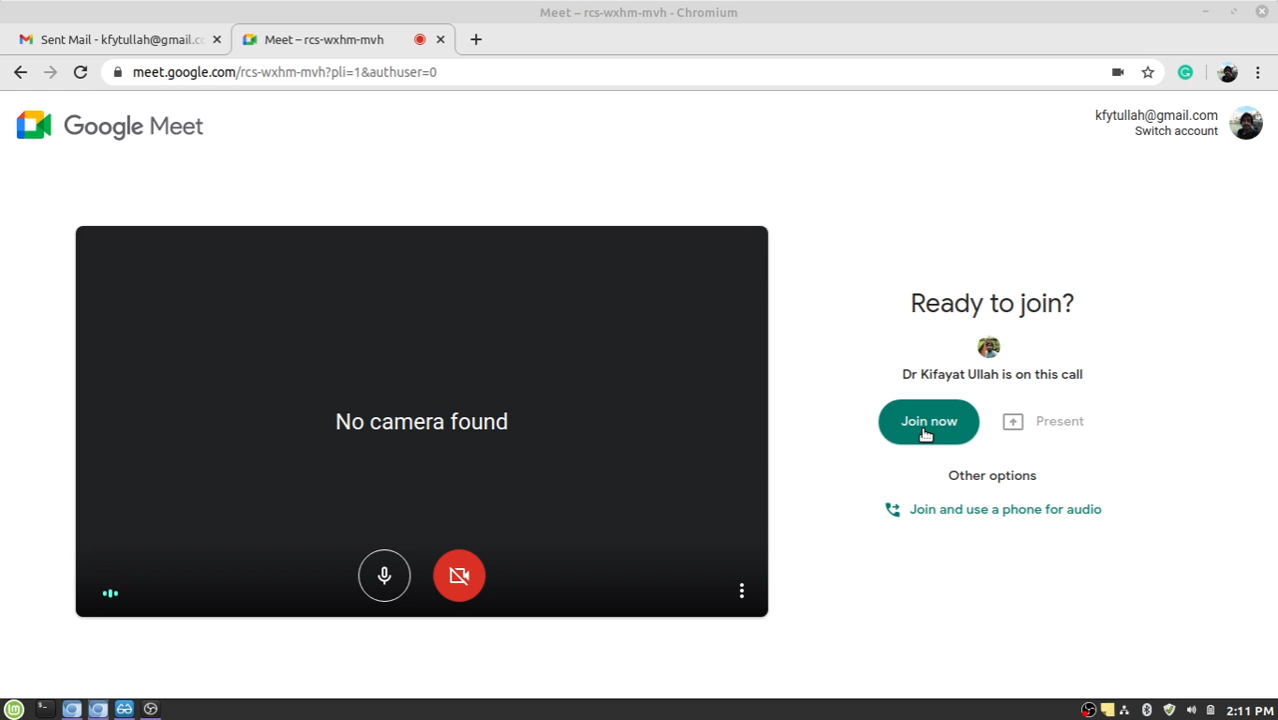 Meet – rcs-wxhm-mvh - Chromium
Sent Mail - kfytullah@gmail.c
Meet – rcs-wxhm-mvh
meet.google.com/rcs-wxhm-mvh?pli=1&authuser=0
Google Meet
kfytullah@gmail.com
Switch account
No camera found
Ready to join?
Dr Kifayat Ullah is on this call
Join now
Present
Other options
Join and use a phone for audio
2:11 PM